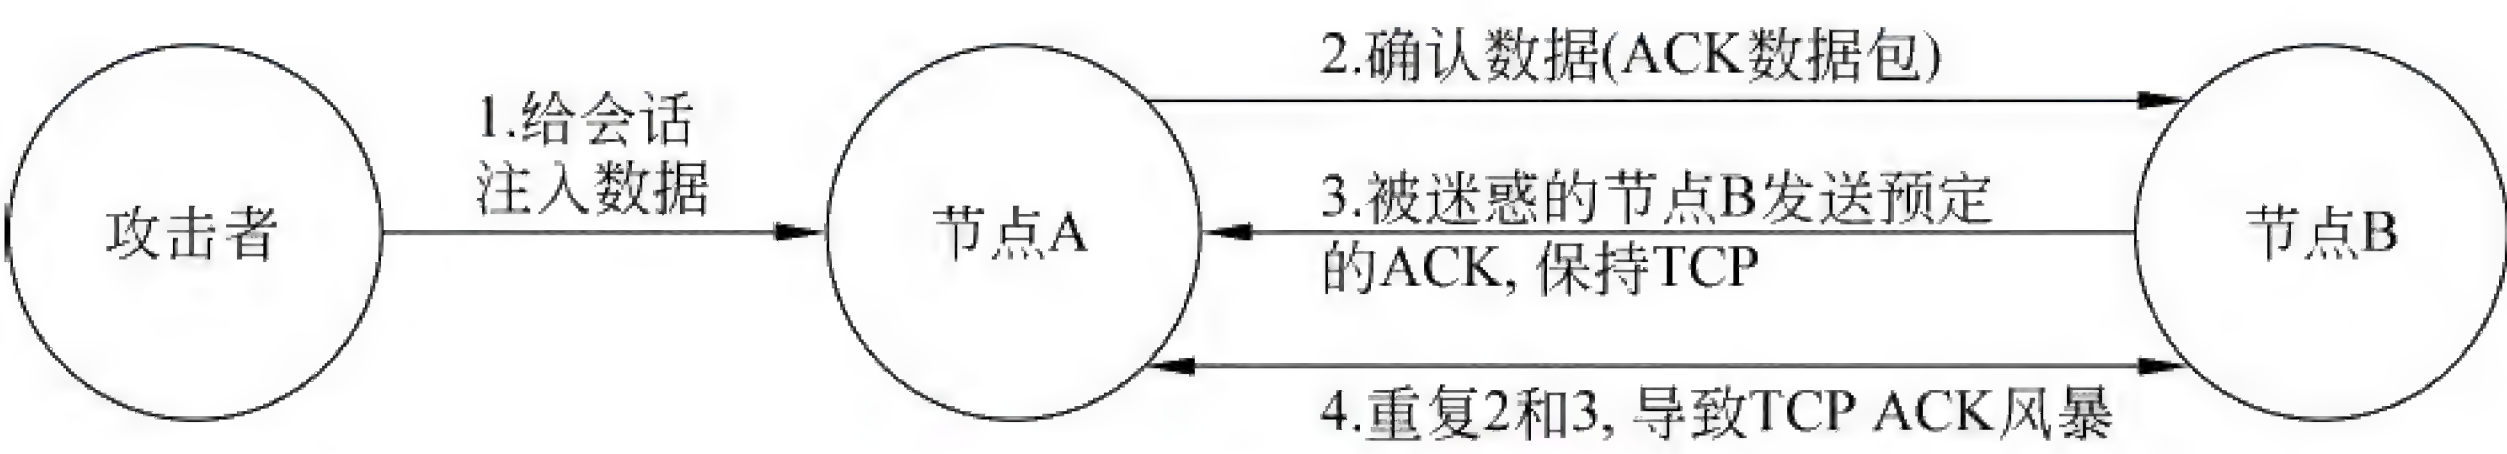 攻击者
1.给会话
注入数据
节点A
2.确认数据(ACK数据包)
3.被迷惑的节点B发送预定
的ACK, 保持TCP
4.重复2和3, 导致TCP ACK风暴
节点B